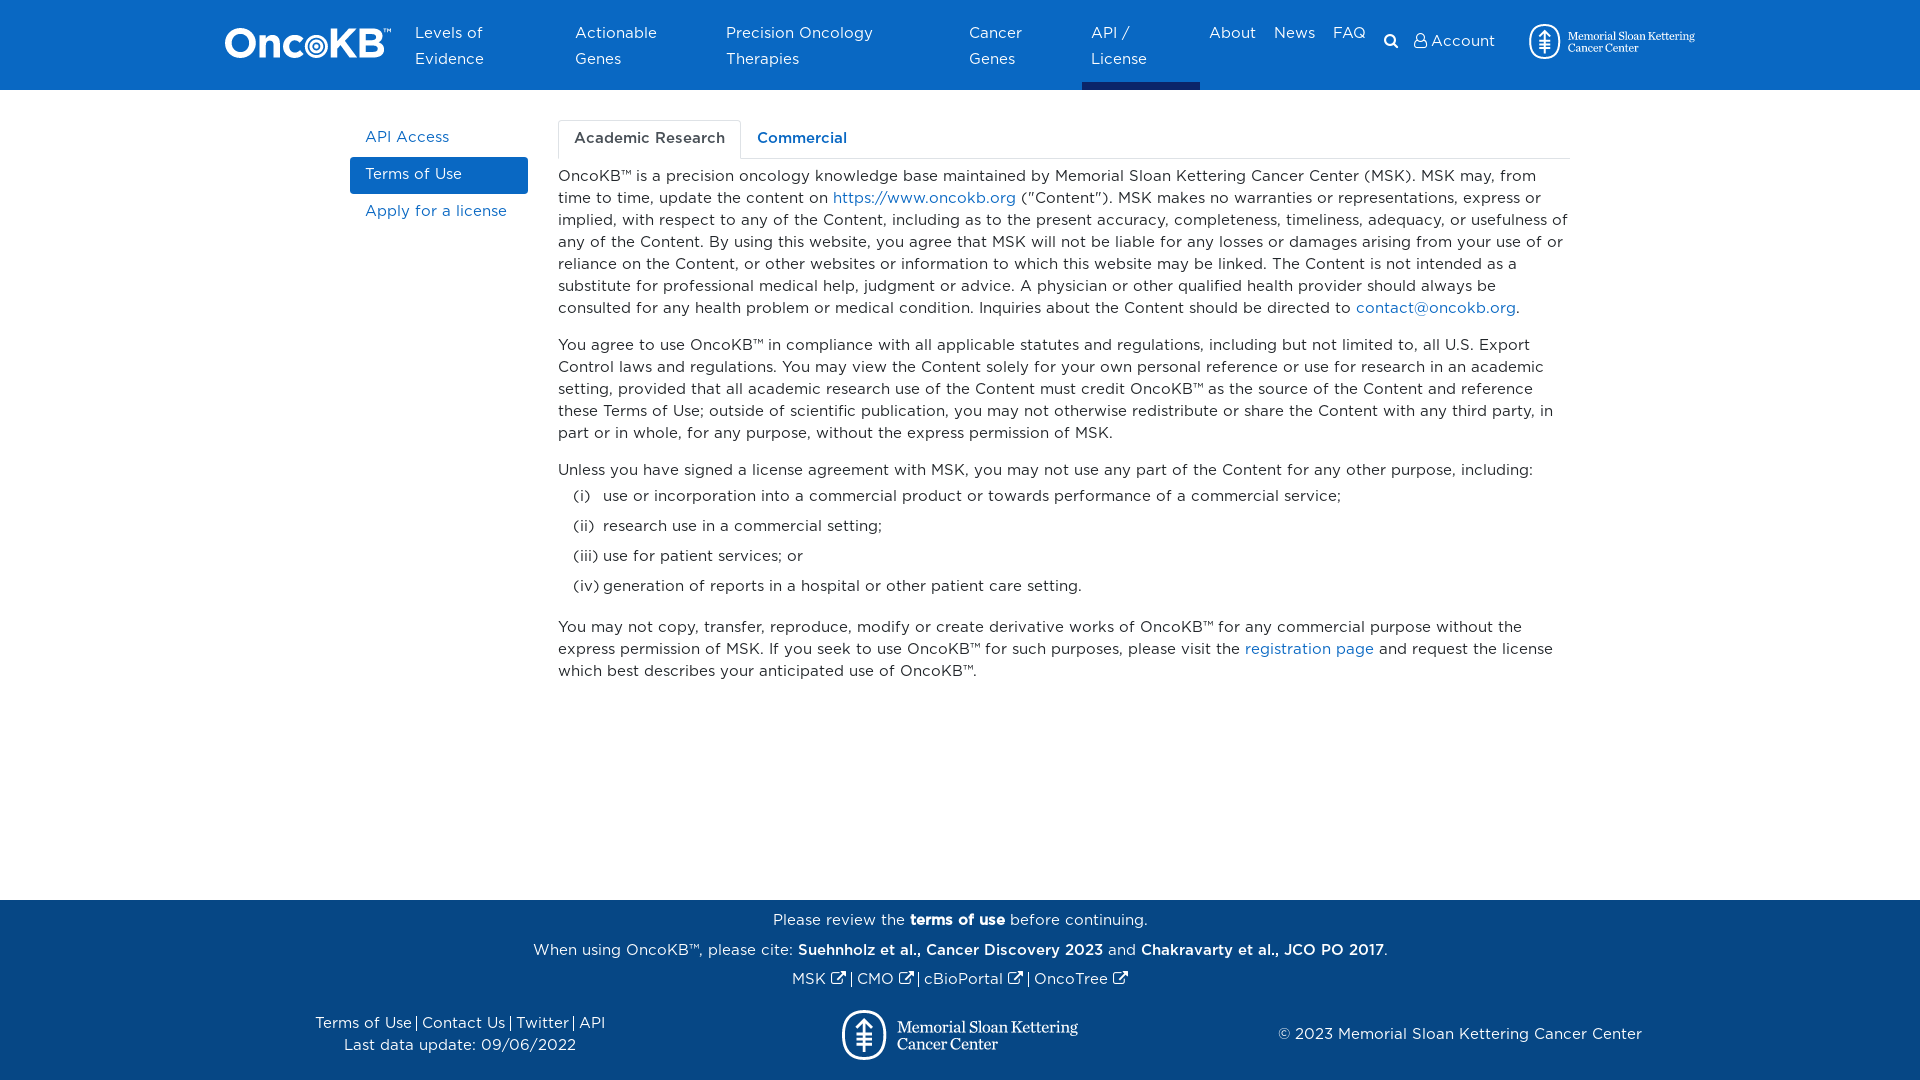 OncoKB™
Levels of
Evidence
Actionable
Genes
Precision Oncology
Therapies
Cancer
Genes
API /
License
About
News
FAQ
Account
Memorial Sloan Kettering
Cancer Center
API Access
Terms of Use
Apply for a license
Academic Research
Commercial
OncoKB™ is a precision oncology knowledge base maintained by Memorial Sloan Kettering Cancer Center (MSK). MSK may, from
time to time, update the content on https://www.oncokb.org ("Content"). MSK makes no warranties or representations, express or
implied, with respect to any of the Content, including as to the present accuracy, completeness, timeliness, adequacy, or usefulness of
any of the Content. By using this website, you agree that MSK will not be liable for any losses or damages arising from your use of or
reliance on the Content, or other websites or information to which this website may be linked. The Content is not intended as a
substitute for professional medical help, judgment or advice. A physician or other qualified health provider should always be
consulted for any health problem or medical condition. Inquiries about the Content should be directed to contact@oncokb.org.
You agree to use OncoKB™ in compliance with all applicable statutes and regulations, including but not limited to, all U.S. Export
Control laws and regulations. You may view the Content solely for your own personal reference or use for research in an academic
setting, provided that all academic research use of the Content must credit OncoKB™ as the source of the Content and reference
these Terms of Use; outside of scientific publication, you may not otherwise redistribute or share the Content with any third party, in
part or in whole, for any purpose, without the express permission of MSK.
Unless you have signed a license agreement with MSK, you may not use any part of the Content for any other purpose, including:
(i) use or incorporation into a commercial product or towards performance of a commercial service;
(ii) research use in a commercial setting;
(iii) use for patient services; or
(iv) generation of reports in a hospital or other patient care setting.
You may not copy, transfer, reproduce, modify or create derivative works of OncoKB™ for any commercial purpose without the
express permission of MSK. If you seek to use OncoKB™ for such purposes, please visit the registration page and request the license
which best describes your anticipated use of OncoKB™.
Please review the terms of use before continuing.
When using OncoKB™, please cite: Suehnholz et al., Cancer Discovery 2023 and Chakravarty et al., JCO PO 2017.
MSK | CMO | cBioPortal | OncoTree
Terms of Use | Contact Us | Twitter | API
Last data update: 09/06/2022
Memorial Sloan Kettering
Cancer Center
© 2023 Memorial Sloan Kettering Cancer Center